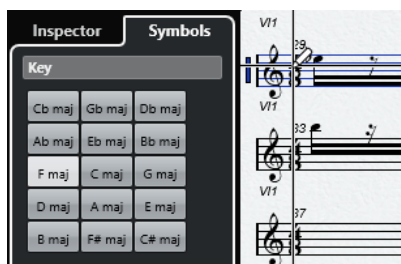 Inspector Symbols
Key
Cb maj Gb maj Db maj
Ab maj Eb maj Bb maj
F maj C maj G maj
D maj A maj E maj
B maj F# maj C# maj
Vl1
29
Vl1
33
Vl1
37